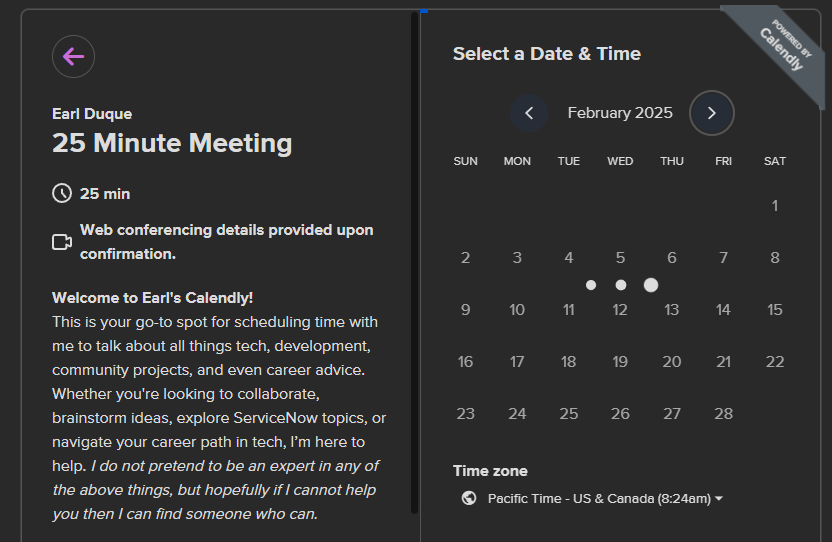 Earl Duque
25 Minute Meeting
25 min
Web conferencing details provided upon
confirmation.
Welcome to Earl's Calendly!
This is your go-to spot for scheduling time with
me to talk about all things tech, development,
community projects, and even career advice.
Whether you're looking to collaborate,
brainstorm ideas, explore ServiceNow topics, or
navigate your career path in tech, I’m here to
help. I do not pretend to be an expert in any of
the above things, but hopefully if I cannot help
you then I can find someone who can.
Select a Date & Time
POWERED BY
Calendly
February 2025
SUN MON TUE WED THU FRI SAT
1
2 3 4 5 6 7 8
9 10 11 12 13 14 15
16 17 18 19 20 21 22
23 24 25 26 27 28
Time zone
Pacific Time - US & Canada (8:24am)